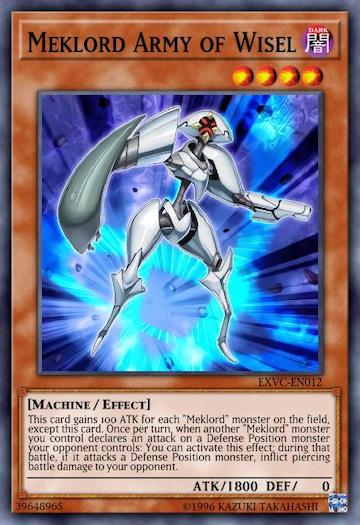 MEKLORD ARMY OF WISEL
DARK
闇
EXVC-EN012
[MACHINE / EFFECT]
This card gains 100 ATK for each "Meklord" monster on the field,
except this card. Once per turn, when another "Meklord" monster
you control declares an attack on a Defense Position monster
your opponent controls: You can activate this effect; during that
battle, if it attacks a Defense Position monster, inflict piercing
battle damage to your opponent.
ATK/1800 DEF/ 0
39648965
©1996 KAZUKI TAKAHASHI